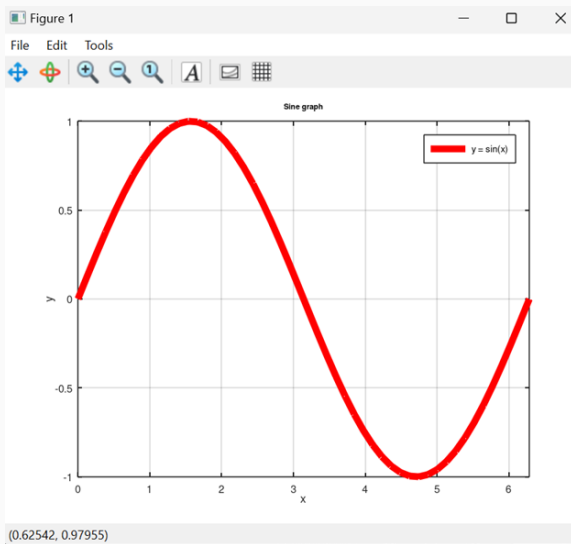 Figure 1
File Edit Tools
1 A
Sine graph
y = sin(x)
1
0.5
0
-0.5
-1
y
0 1 2 3 4 5 6
x
(0.62542, 0.97955)